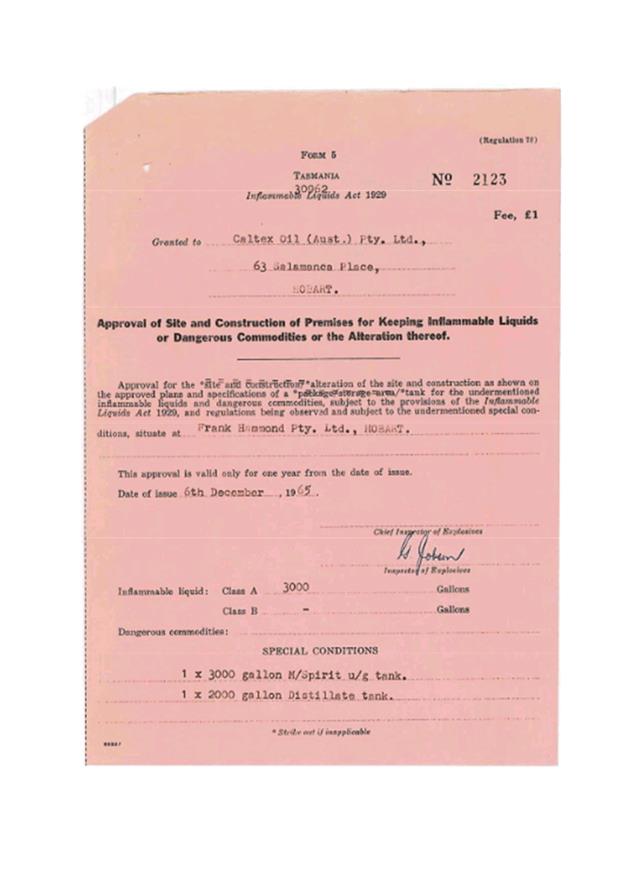 (Regulation 78)
FORM 5
TASMANIA
Nº 2123
30962
Inflammable Liquids Act 1929
Fee, £1
Granted to Caltex Oil (Aust.) Pty. Ltd.,
63 Salamanca Place,
HOBART.
Approval of Site and Construction of Premises for Keeping Inflammable Liquids
or Dangerous Commodities or the Alteration thereof.
Approval for the *site and construction/*alteration of the site and construction as shown on
the approved plans and specifications of a *package storage area/*tank for the undermentioned
inflammable liquids and dangerous commodities, subject to the provisions of the Inflammable
Liquids Act 1929, and regulations being observed and subject to the undermentioned special con-
ditions, situate at Frank Hammond Pty. Ltd., HOBART.
This approval is valid only for one year from the date of issue.
Date of issue 6th December, 1965.
Chief Inspector of Explosives
Inspector of Explosives
Inflammable liquid: Class A 3000 Gallons
Class B - Gallons
Dangerous commodities:
SPECIAL CONDITIONS
1 x 3000 gallon M/Spirit u/g tank.
1 x 2000 gallon Distillate tank.
* Strike out if inapplicable